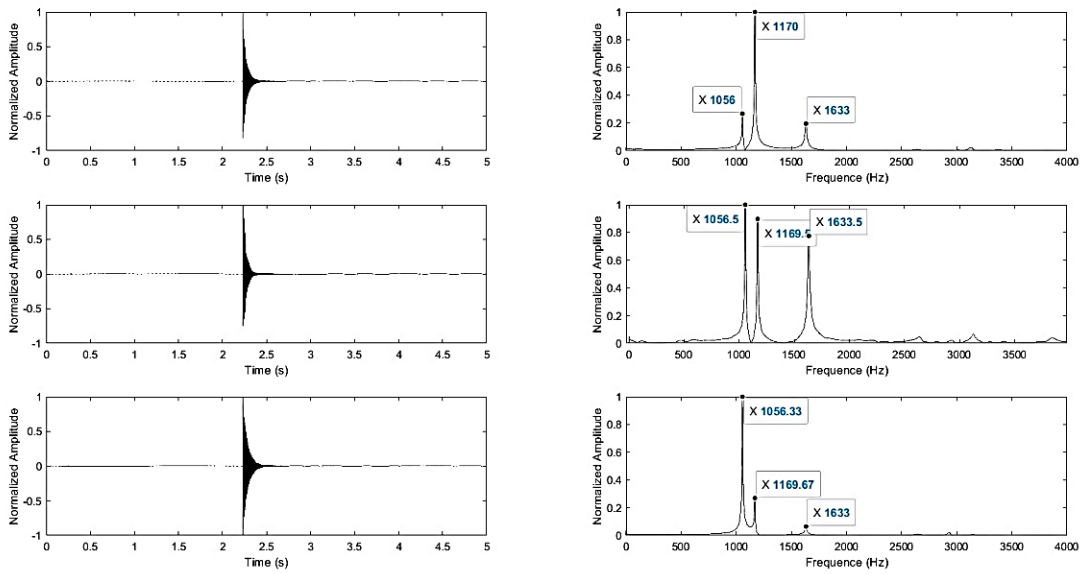 Normalized Amplitude
1
0.5
0
-0.5
-1
0 0.5 1 1.5 2 2.5 3 3.5 4 4.5 5
Time (s)
Normalized Amplitude
1
0.8
0.6
0.4
0.2
0
X 1170
X 1056
X 1633
0 500 1000 1500 2000 2500 3000 3500 4000
Frequence (Hz)
Normalized Amplitude
1
0.5
0
-0.5
-1
0 0.5 1 1.5 2 2.5 3 3.5 4 4.5 5
Time (s)
Normalized Amplitude
1
0.8
0.6
0.4
0.2
0
X 1056.5
X 1169.
X 1633.5
0 500 1000 1500 2000 2500 3000 3500
Frequence (Hz)
Normalized Amplitude
1
0.5
0
-0.5
-1
0 0.5 1 1.5 2 2.5 3 3.5 4 4.5 5
Time (s)
Normalized Amplitude
1
0.8
0.6
0.4
0.2
0
X 1056.33
X 1169.67
X 1633
0 500 1000 1500 2000 2500 3000 3500 4000
Frequence (Hz)